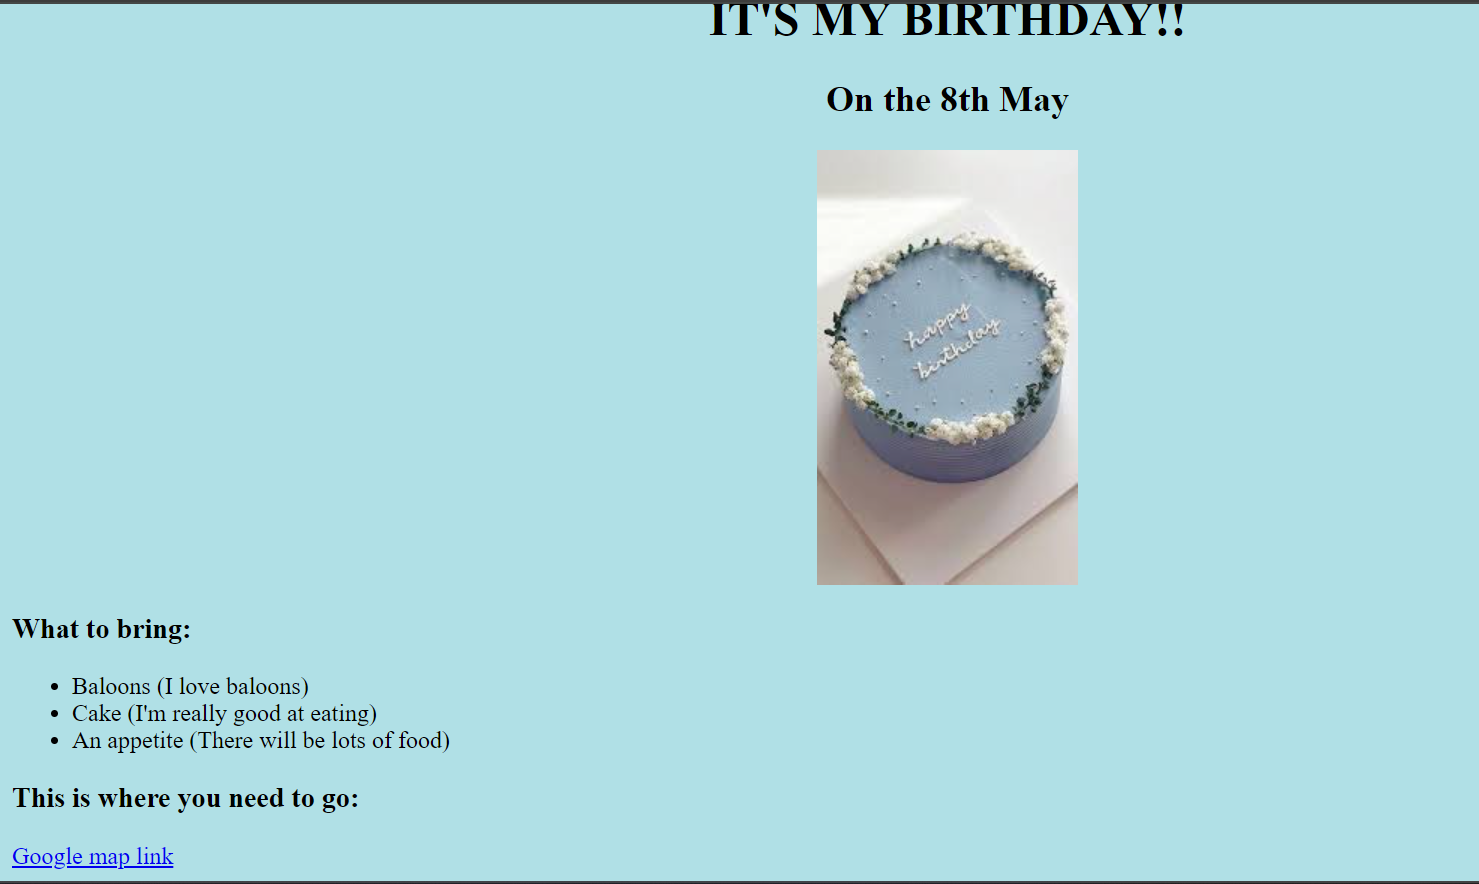 IT'S MY BIRTHDAY!!
On the 8th May
happy
birthday
What to bring:
Baloons (I love baloons)
Cake (I'm really good at eating)
An appetite (There will be lots of food)
This is where you need to go:
Google map link